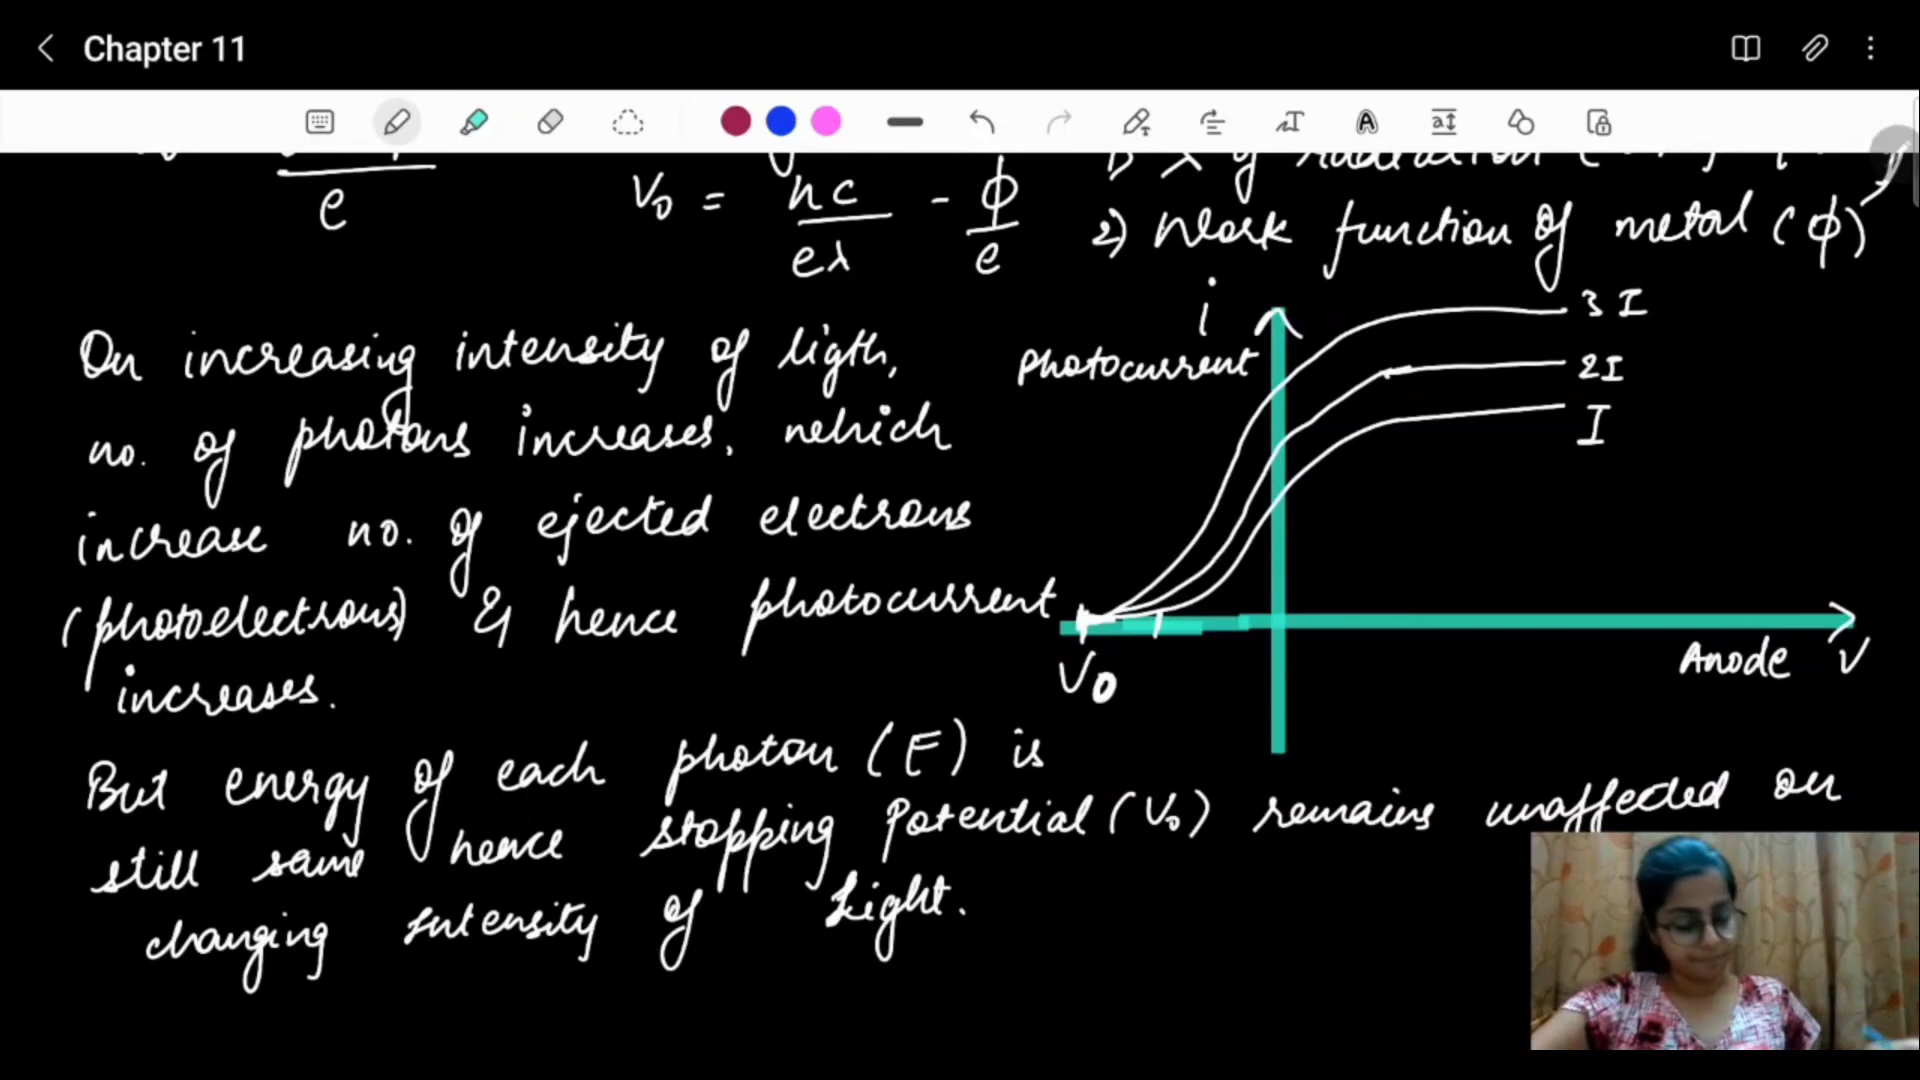 Chapter 11
e
V0 = hc/eλ - φ/e
2) Work function of metal (φ)
i
Photocurrent
3 I
2I
I
On increasing intensity of ligth,
no. of photons increases, which
increase no. of ejected electrons
(photoelectrons) & hence photocurrent
increases.
V0
Anode V
But energy of each photon (E) is
still same hence stopping Potential (V0) remains unaffected on
changing intensity of Light.